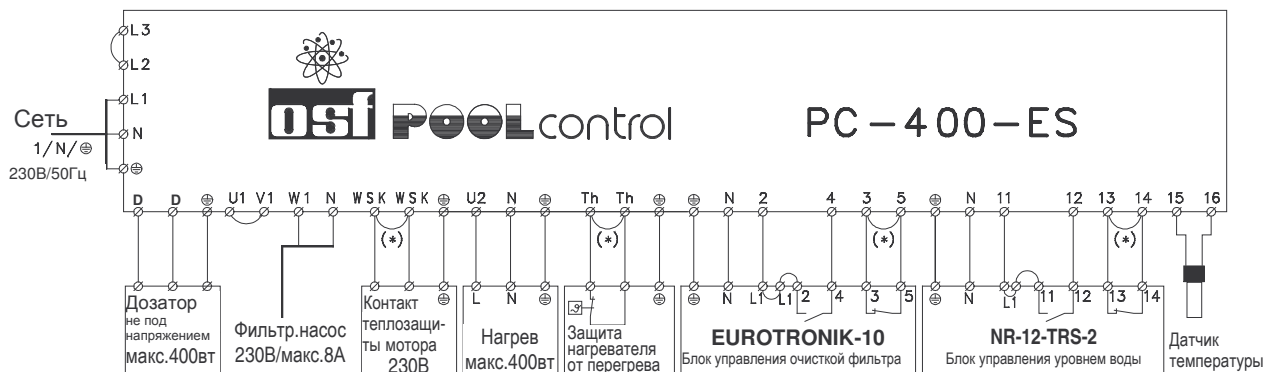 L3
L2
L1
N
⏚
Сеть
1/N/⏚
230В/50Гц
osf POOLcontrol
PC-400-ES
D D ⏚ U1 V1 W1 N WSK WSK ⏚ U2 N ⏚ Th Th ⏚ ⏚ N 2 4 3 5 ⏚ N 11 12 13 14 15 16
(*) (*) (*) (*)
⏚ L N ⏚ ⏚ ⏚ N L1 L1 2 4 3 5 ⏚ N L1 11 12 13 14
Дозатор
не под
напряжением
макс.400вт
Фильтр.насос
230В/макс.8А
Контакт
теплозащи-
ты мотора
230В
Нагрев
макс.400вт
Защита
нагревателя
от перегрева
EUROTRONIK-10
Блок управления очисткой фильтра
NR-12-TRS-2
Блок управления уровнем воды
Датчик
температуры